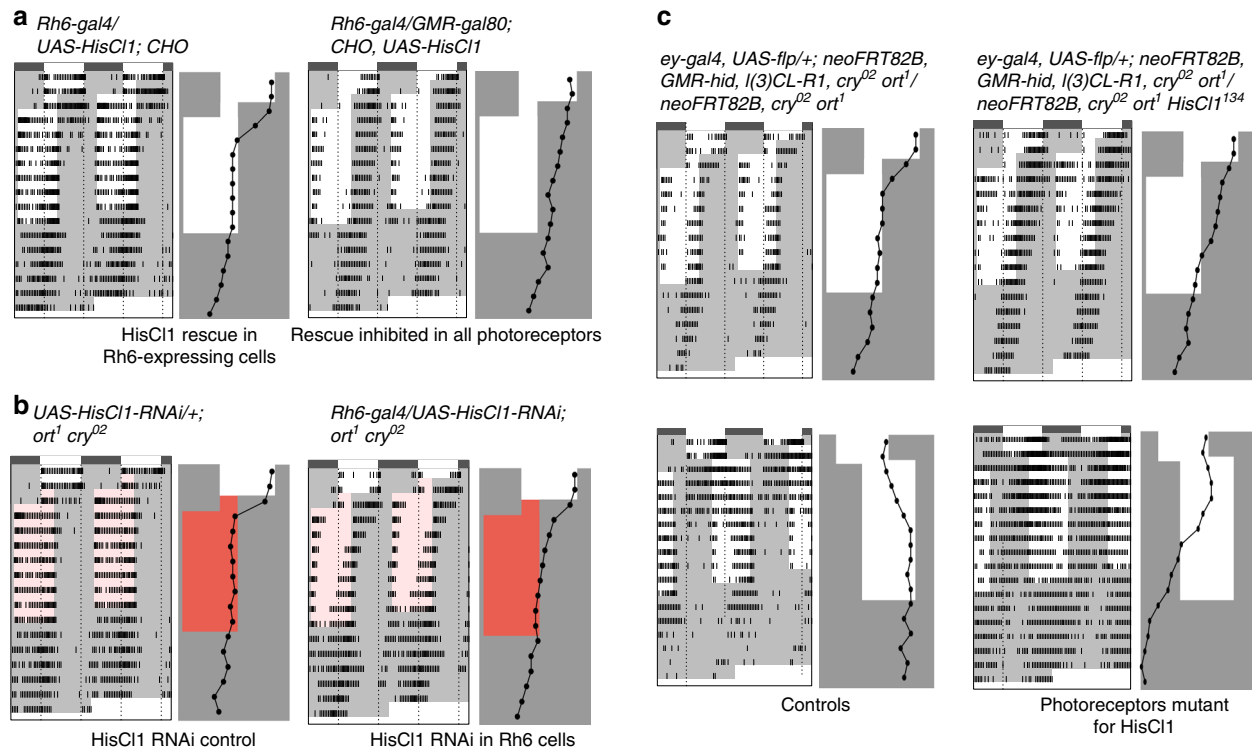 a
Rh6-gal4/
UAS-HisCl1; CHO
Rh6-gal4/GMR-gal80;
CHO, UAS-HisCl1
HisCl1 rescue in
Rh6-expressing cells
Rescue inhibited in all photoreceptors
b
UAS-HisCl1-RNAi/+;
ort¹ cry⁰²
Rh6-gal4/UAS-HisCl1-RNAi;
ort¹ cry⁰²
HisCl1 RNAi control
HisCl1 RNAi in Rh6 cells
c
ey-gal4, UAS-flp/+; neoFRT82B,
GMR-hid, l(3)CL-R1, cry⁰² ort¹/
neoFRT82B, cry⁰² ort¹
ey-gal4, UAS-flp/+; neoFRT82B,
GMR-hid, l(3)CL-R1, cry⁰² ort¹/
neoFRT82B, cry⁰² ort¹ HisCl1¹³⁴
Controls
Photoreceptors mutant
for HisCl1